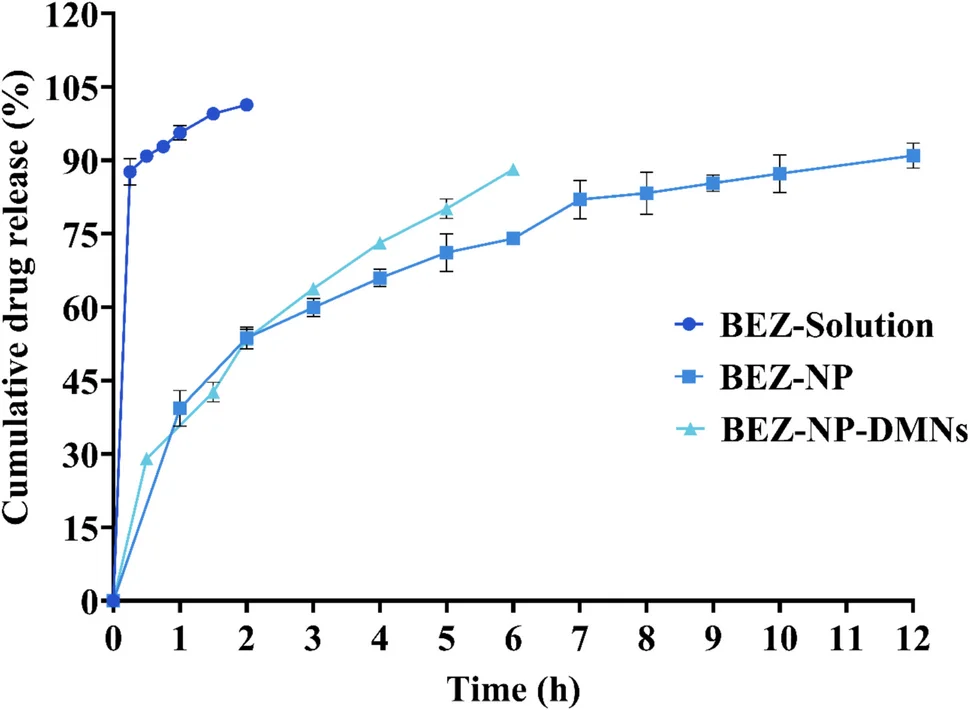 Cumulative drug release (%)
120
105
90
75
60
45
30
15
0
0 1 2 3 4 5 6 7 8 9 10 11 12
Time (h)
BEZ-Solution
BEZ-NP
BEZ-NP-DMNs